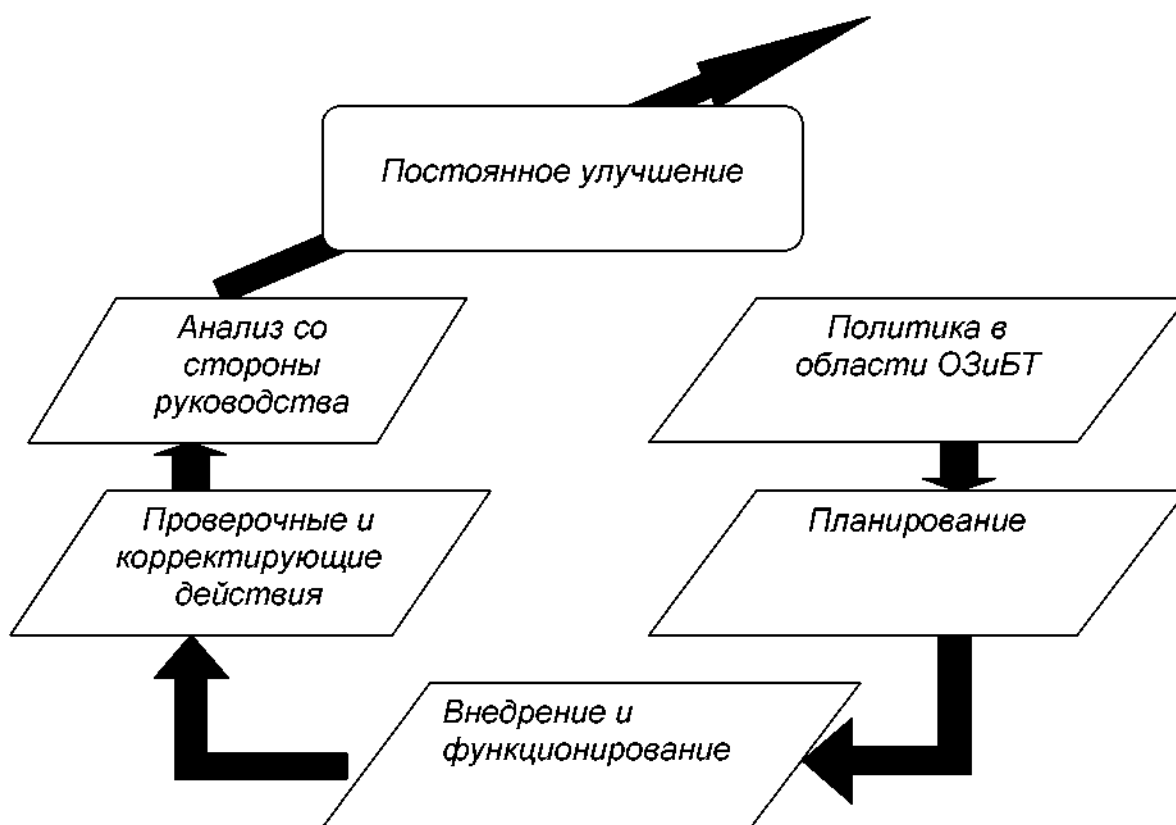 Постоянное улучшение
Анализ со
стороны
руководства
Политика в
области ОЗиБТ
Проверочные и
корректирующие
действия
Планирование
Внедрение и
функционирование